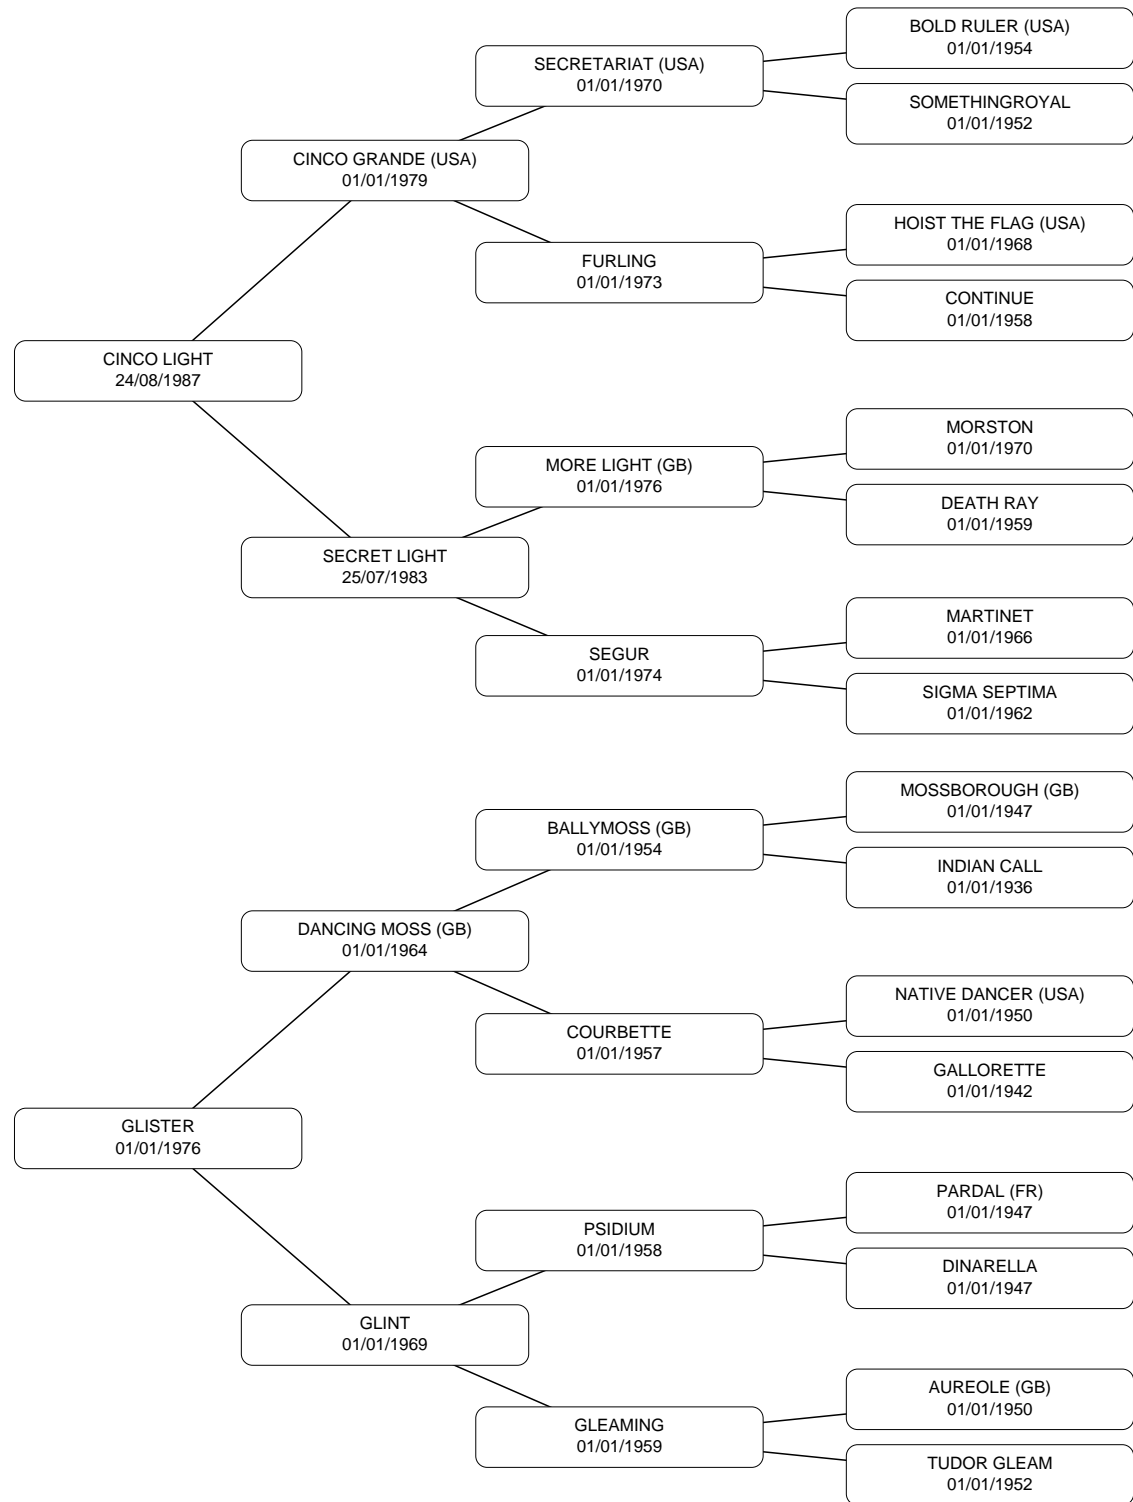 BOLD RULER (USA)
01/01/1954
SECRETARIAT (USA)
01/01/1970
SOMETHINGROYAL
01/01/1952
CINCO GRANDE (USA)
01/01/1979
HOIST THE FLAG (USA)
01/01/1968
FURLING
01/01/1973
CONTINUE
01/01/1958
CINCO LIGHT
24/08/1987
MORSTON
01/01/1970
MORE LIGHT (GB)
01/01/1976
DEATH RAY
01/01/1959
SECRET LIGHT
25/07/1983
MARTINET
01/01/1966
SEGUR
01/01/1974
SIGMA SEPTIMA
01/01/1962
MOSSBOROUGH (GB)
01/01/1947
BALLYMOSS (GB)
01/01/1954
INDIAN CALL
01/01/1936
DANCING MOSS (GB)
01/01/1964
NATIVE DANCER (USA)
01/01/1950
COURBETTE
01/01/1957
GALLORETTE
01/01/1942
GLISTER
01/01/1976
PARDAL (FR)
01/01/1947
PSIDIUM
01/01/1958
DINARELLA
01/01/1947
GLINT
01/01/1969
AUREOLE (GB)
01/01/1950
GLEAMING
01/01/1959
TUDOR GLEAM
01/01/1952